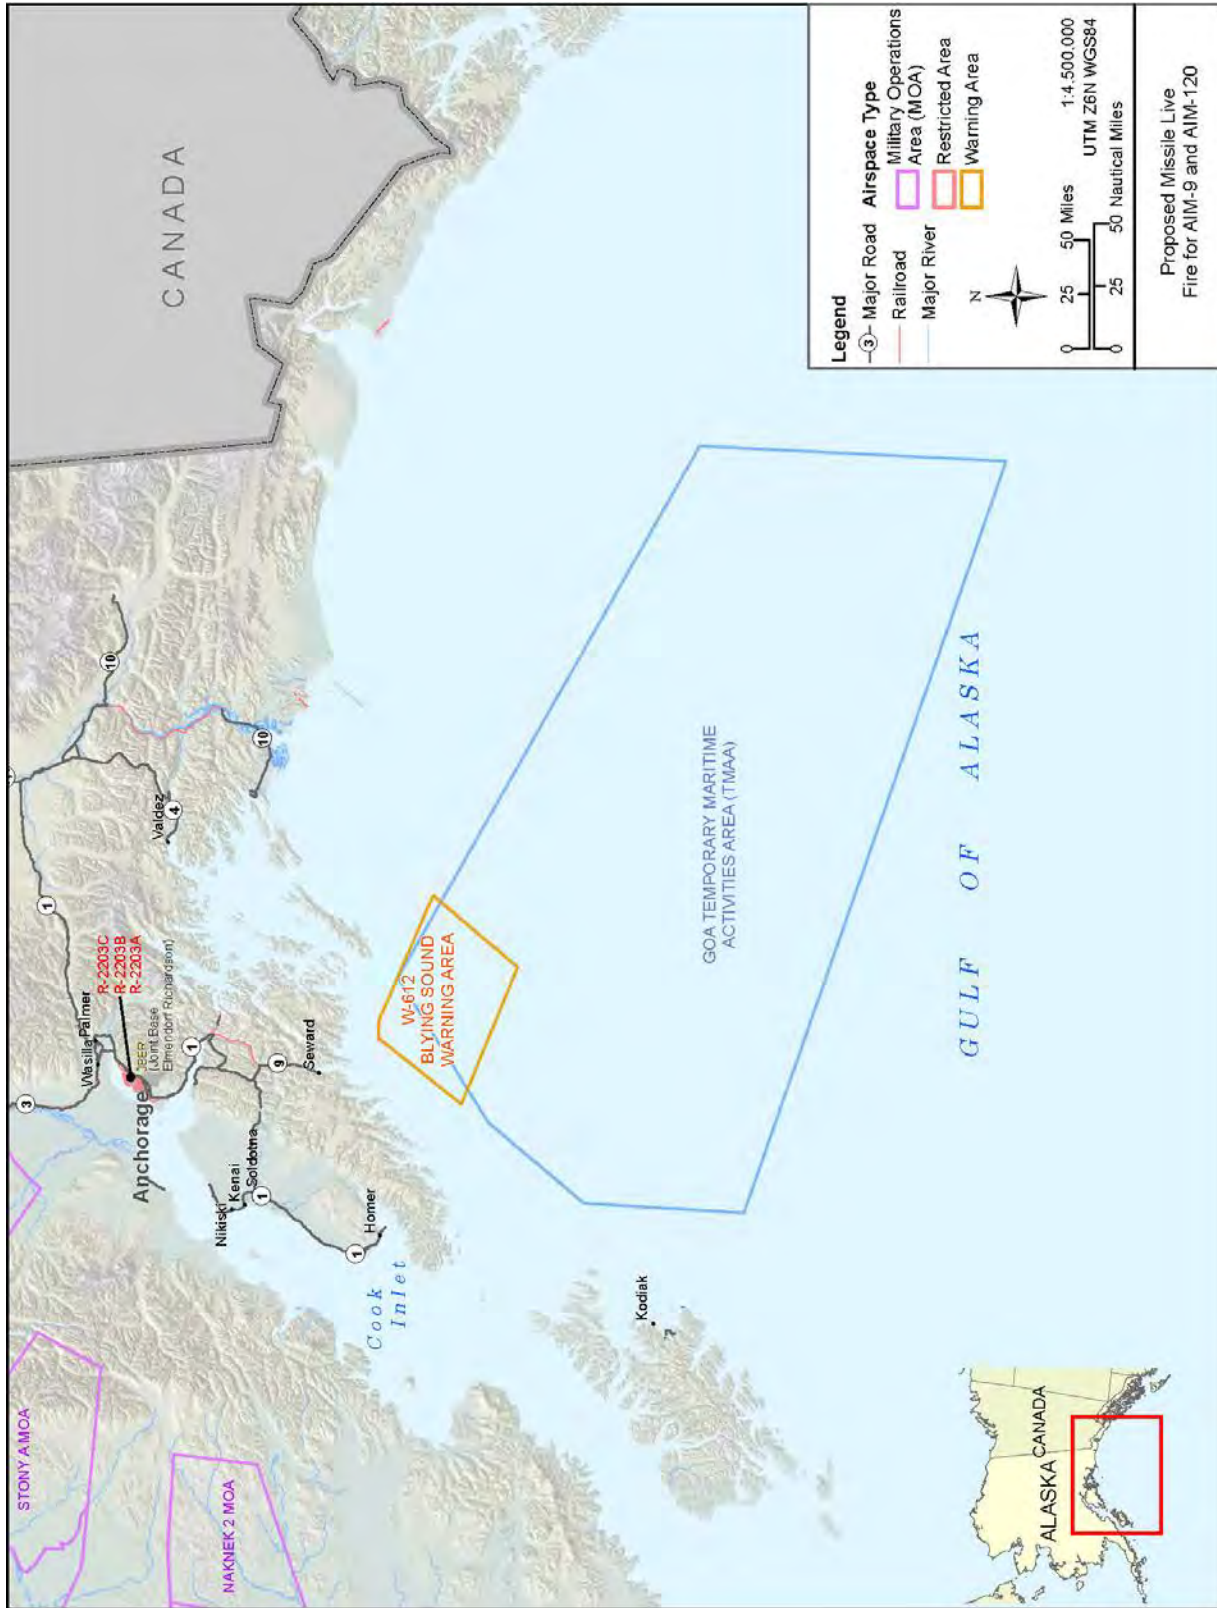 STONY A MOA
NAKNEK 2 MOA
3
Wasilla
Palmer
R-2203C
R-2203B
R-2203A
JBER
(Joint Base
Elmendorf Richardson)
Anchorage
1
10
Valdez
4
10
1
9
Seward
Nikiski
Kenai
Soldotna
1
1
Homer
Cook
Inlet
Kodiak
CANADA
W-612
BLYING SOUND
WARNING AREA
GOA TEMPORARY MARITIME
ACTIVITIES AREA (TMAA)
GULF OF ALASKA
ALASKA
CANADA
Legend
3 Major Road
Railroad
Major River
Airspace Type
Military Operations
Area (MOA)
Restricted Area
Warning Area
N
1:4.500.000
UTM Z6N WGS84
0 25 50 Miles
0 25 50 Nautical Miles
Proposed Missile Live
Fire for AIM-9 and AIM-120